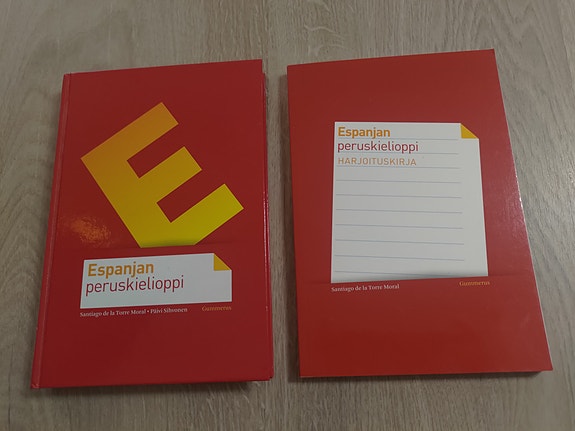 E
Espanjan
peruskielioppi
Santiago de la Torre Moral • Päivi Sihvonen
Gummerus
Espanjan
peruskielioppi
HARJOITUSKIRJA
Santiago de la Torre Moral
Gummerus